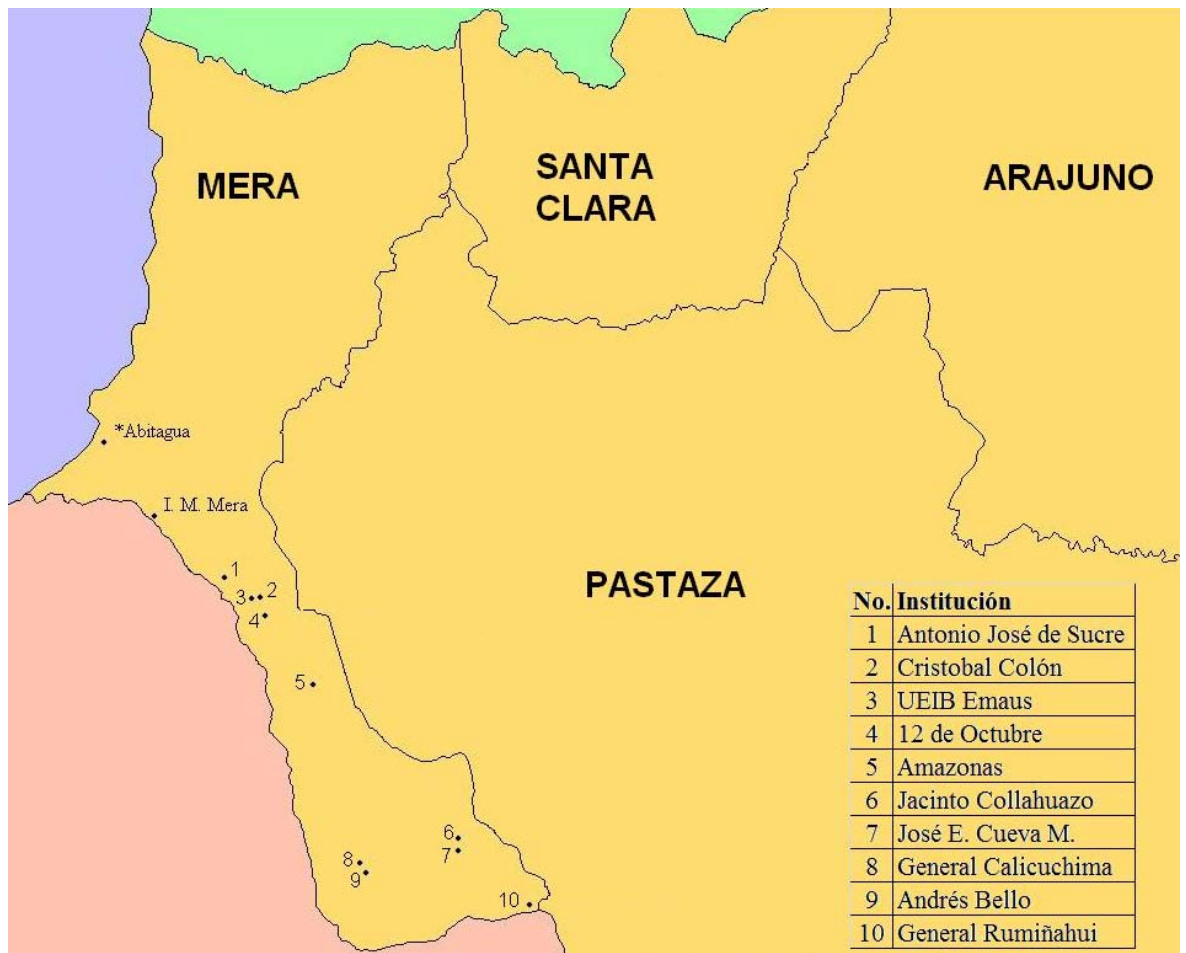 MERA
SANTA
CLARA
ARAJUNO
*Abitagua
I. M. Mera
1
2
3
4
PASTAZA
5
6
7
8
9
10
No. Institución
1 Antonio José de Sucre
2 Cristobal Colón
3 UEIB Emaus
4 12 de Octubre
5 Amazonas
6 Jacinto Collahuazo
7 José E. Cueva M.
8 General Calicuchima
9 Andrés Bello
10 General Rumiñahui